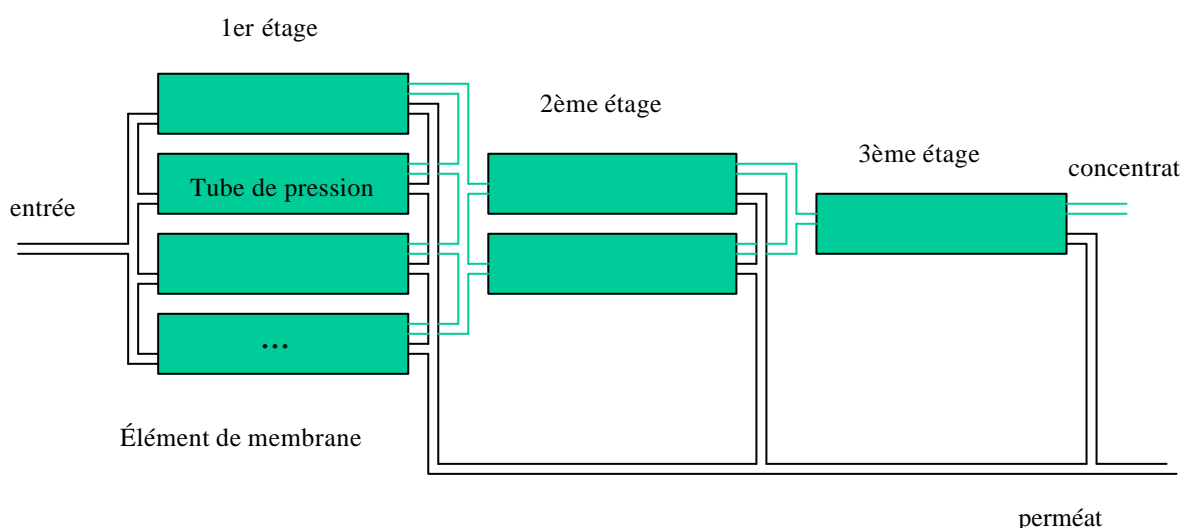 1er étage
2ème étage
3ème étage
concentrat
Tube de pression
entrée
...
Élément de membrane
perméat